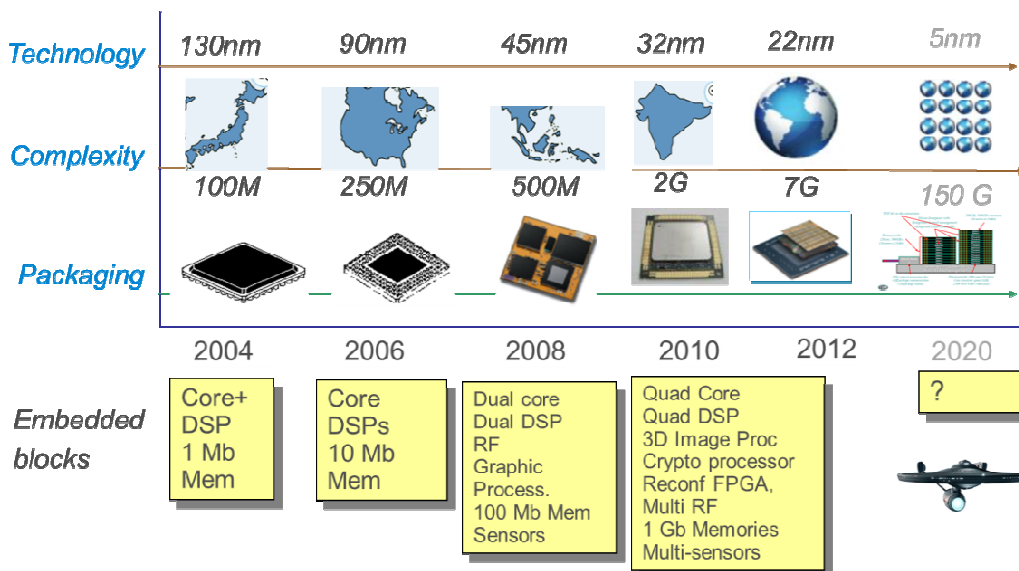 Technology
130nm
90nm
45nm
32nm
22nm
5nm
Complexity
100M
250M
500M
2G
7G
150 G
Packaging
2004
2006
2008
2010
2012
2020
Embedded
blocks
Core+
DSP
1 Mb
Mem
Core
DSPs
10 Mb
Mem
Dual core
Dual DSP
RF
Graphic
Process.
100 Mb Mem
Sensors
Quad Core
Quad DSP
3D Image Proc
Crypto processor
Reconf FPGA,
Multi RF
1 Gb Memories
Multi-sensors
?